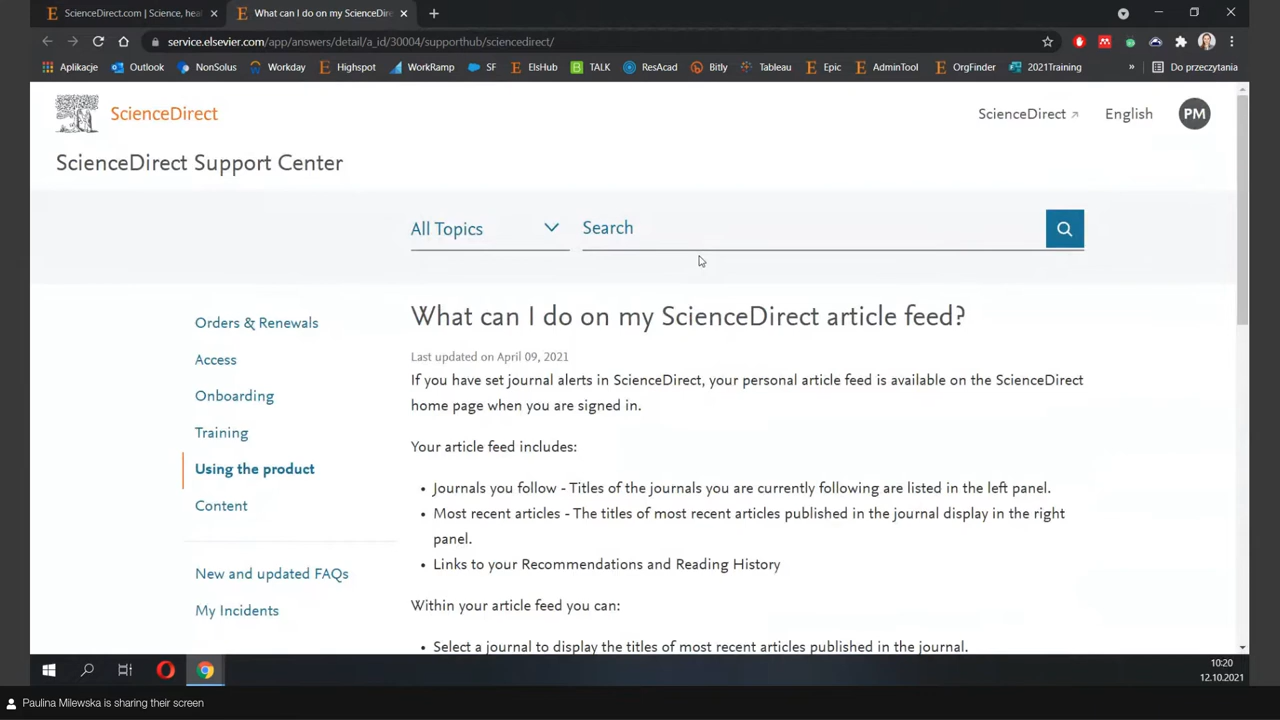 ScienceDirect.com | Science, hea
What can I do on my ScienceDire
service.elsevier.com/app/answers/detail/a_id/30004/supporthub/sciencedirect/
Aplikacje Outlook NonSolus Workday Highspot WorkRamp SF ElsHub TALK ResAcad Bitly Tableau Epic AdminTool OrgFinder 2021Training » Do przeczytania
ScienceDirect
ScienceDirect English PM
ScienceDirect Support Center
All Topics Search
What can I do on my ScienceDirect article feed?
Last updated on April 09, 2021
If you have set journal alerts in ScienceDirect, your personal article feed is available on the ScienceDirect
home page when you are signed in.
Your article feed includes:
• Journals you follow - Titles of the journals you are currently following are listed in the left panel.
• Most recent articles - The titles of most recent articles published in the journal display in the right
panel.
• Links to your Recommendations and Reading History
Within your article feed you can:
• Select a journal to display the titles of most recent articles published in the journal.
Orders & Renewals
Access
Onboarding
Training
Using the product
Content
New and updated FAQs
My Incidents
10:20
12.10.2021
Paulina Milewska is sharing their screen